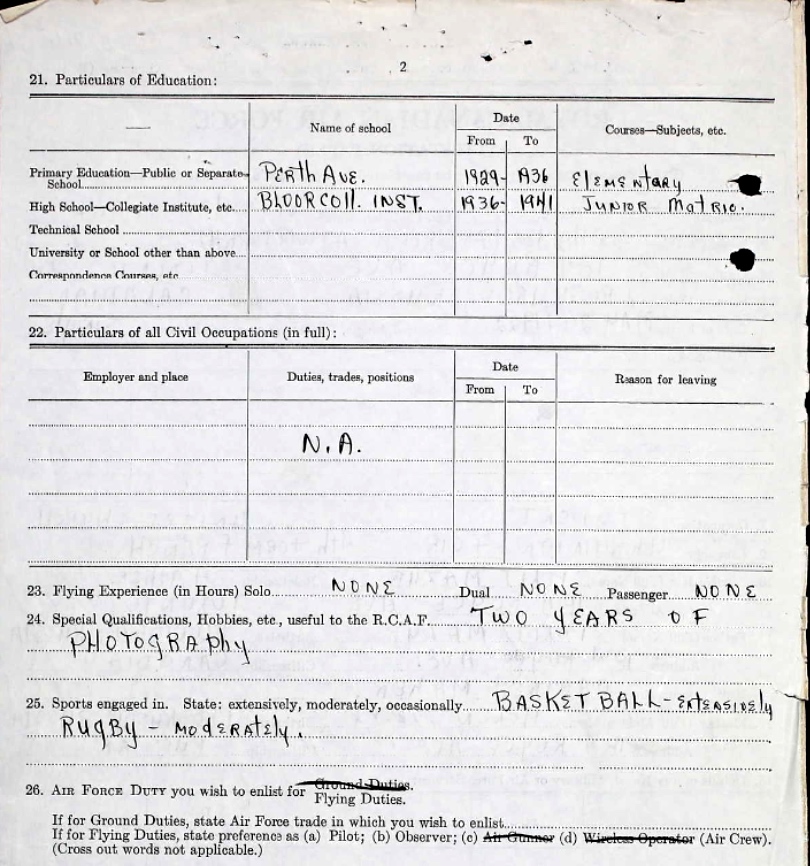 2
21. Particulars of Education:
— Name of school Date Courses—Subjects, etc.
From To
Primary Education—Public or Separate School PERTH AVE. 1929- 1936 ELEMENTARY
High School—Collegiate Institute, etc. BLOOR COLL. INST. 1936- 1941 JUNIOR MATRIC.
Technical School
University or School other than above
Correspondence Courses, etc
22. Particulars of all Civil Occupations (in full):
Employer and place Duties, trades, positions Date Reason for leaving
From To
N.A.
23. Flying Experience (in Hours) Solo NONE Dual NONE Passenger NONE
24. Special Qualifications, Hobbies, etc., useful to the R.C.A.F. TWO YEARS OF
PHOTOGRAPHY
25. Sports engaged in. State: extensively, moderately, occasionally BASKETBALL - EXTENSIVELY
RUGBY - MODERATELY.
26. AIR FORCE DUTY you wish to enlist for Ground Duties.
Flying Duties.
If for Ground Duties, state Air Force trade in which you wish to enlist
If for Flying Duties, state preference as (a) Pilot; (b) Observer; (c) Air Gunner (d) Wireless Operator (Air Crew).
(Cross out words not applicable.)